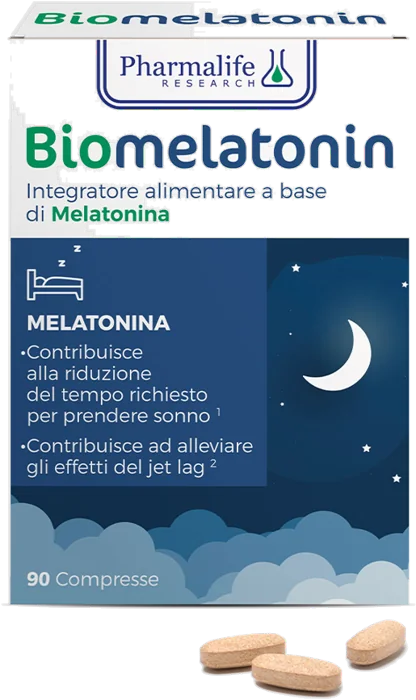 Biomelatonin
Pharmalife
RESEARCH
Biomelatonin
Integratore alimentare a base
di Melatonina
z
z
MELATONINA
•Contribuisce
alla riduzione
del tempo richiesto
per prendere sonno ¹
•Contribuisce ad alleviare
gli effetti del jet lag ²
90 Compresse